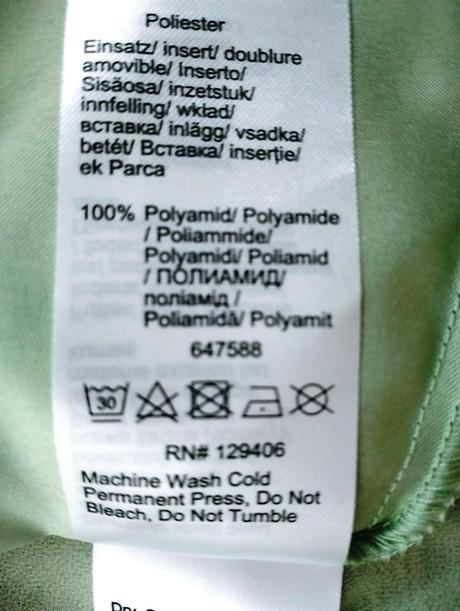 Poliester
Einsatz/ insert/ doublure
amovible/ Inserto/
Sisäosa/ inzetstuk/
innfelling/ wkład/
вставка/ inlägg/ vsadka/
betét/ Вставка/ inserţie/
ek Parca
100% Polyamid/ Polyamide
/ Poliammide/
Polyamidi/ Poliamid
/ ПОЛИАМИД/
поліамід /
Poliamidă/ Polyamit
647588
30
RN# 129406
Machine Wash Cold
Permanent Press, Do Not
Bleach, Do Not Tumble